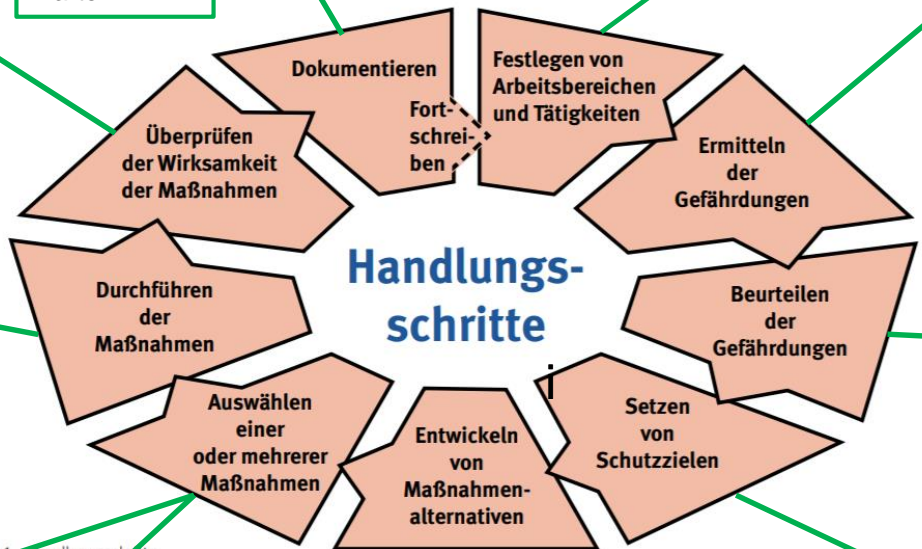 Dokumentieren
Fort-
schrei-
ben
Festlegen von
Arbeitsbereichen
und Tätigkeiten
Ermitteln
der
Gefährdungen
Beurteilen
der
Gefährdungen
Setzen
von
Schutzzielen
Entwickeln
von
Maßnahmen-
alternativen
Auswählen
einer
oder mehrerer
Maßnahmen
Durchführen
der
Maßnahmen
Überprüfen
der Wirksamkeit
der Maßnahmen
Handlungs-
schritte
i